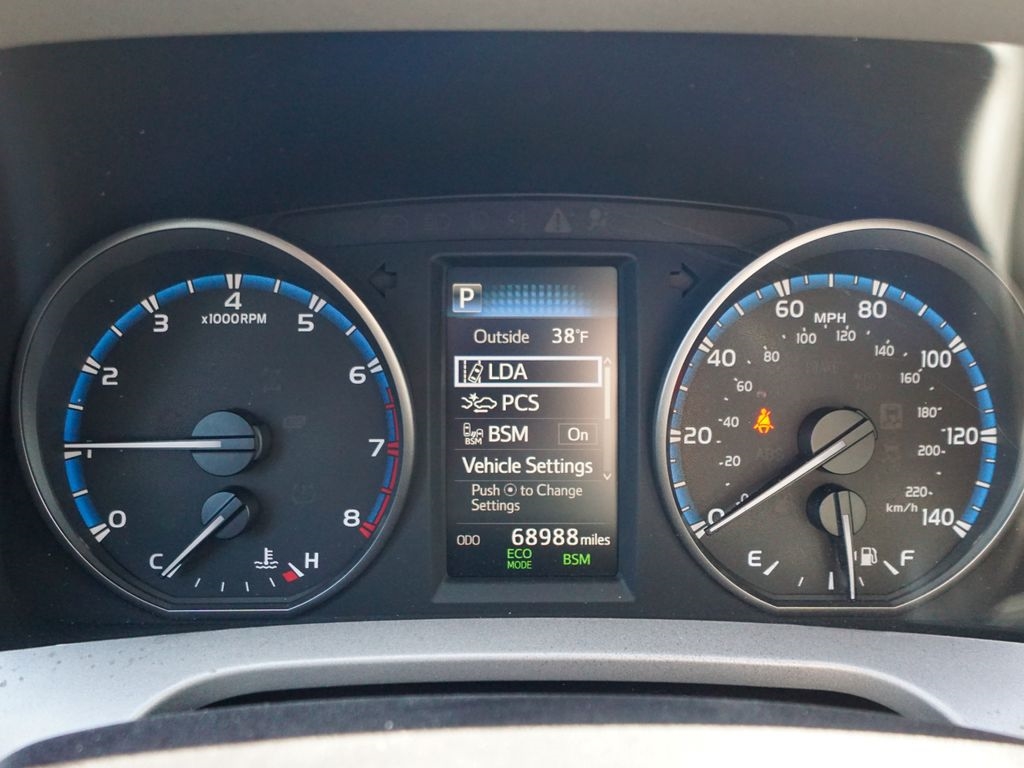 0
1
2
3
4
5
6
7
8
x1000RPM
C
H
P
Outside 38°F
LDA
PCS
BSM BSM On
Vehicle Settings
Push to Change
Settings
ODO 68988 miles
ECO
MODE
BSM
0
20
40
60
80
100
120
140
MPH
20
40
60
80
100
120
140
160
180
200
220
km/h
E
F